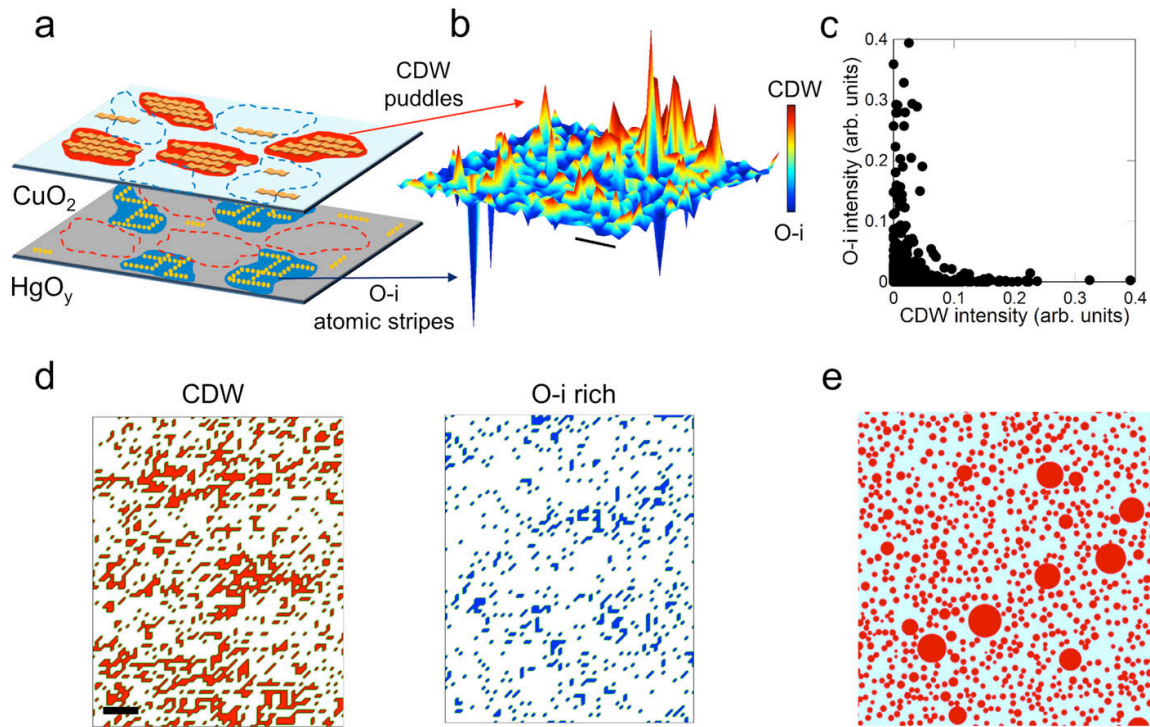 a
CDW
puddles
CuO₂
HgOy
O-i
atomic stripes
b
CDW
O-i
c
O-i intensity (arb. units)
0.4
0.3
0.2
0.1
0
0
0.1
0.2
0.3
0.4
CDW intensity (arb. units)
d
CDW
O-i rich
e